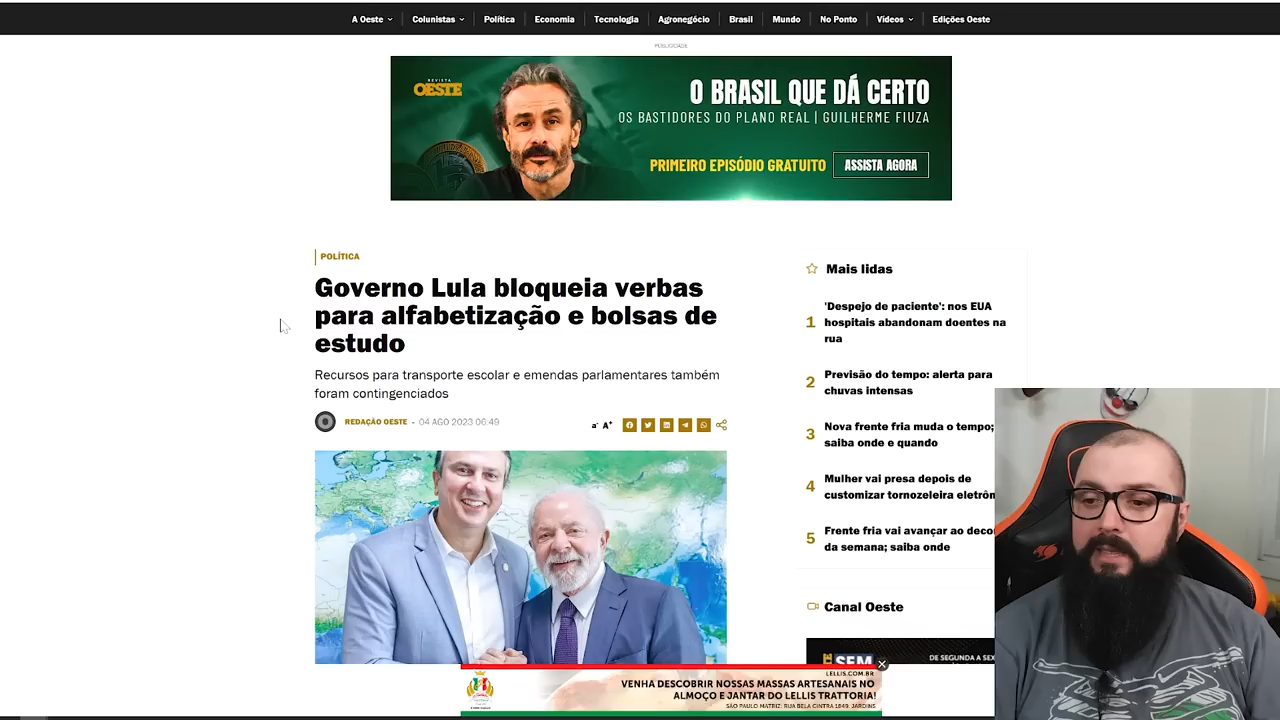 A Oeste
Colunistas
Política
Economia
Tecnologia
Agronegócio
Brasil
Mundo
No Ponto
Vídeos
Edições Oeste
PUBLICIDADE
REVISTA
OESTE
O BRASIL QUE DÁ CERTO
OS BASTIDORES DO PLANO REAL | GUILHERME FIUZA
PRIMEIRO EPISÓDIO GRATUITO
ASSISTA AGORA
POLÍTICA
Governo Lula bloqueia verbas
para alfabetização e bolsas de
estudo
Recursos para transporte escolar e emendas parlamentares também
foram contingenciados
REDAÇÃO OESTE - 04 AGO 2023 06:49
a- A+
Mais lidas
1
'Despejo de paciente': nos EUA
hospitais abandonam doentes na
rua
2
Previsão do tempo: alerta para
chuvas intensas
3
Nova frente fria muda o tempo;
saiba onde e quando
4
Mulher vai presa depois de
customizar tornozeleira eletrôn
5
Frente fria vai avançar ao deco
da semana; saiba onde
Canal Oeste
SEM
DE SEGUNDA A SEX
LELLIS.COM.BR
VENHA DESCOBRIR NOSSAS MASSAS ARTESANAIS NO
ALMOÇO E JANTAR DO LELLIS TRATTORIA!
SÃO PAULO MATRIZ: RUA BELA CINTRA 1849, JARDINS